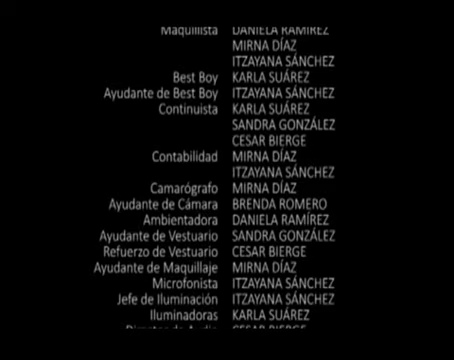 Maquillista DANIELA RAMÍREZ
MIRNA DÍAZ
ITZAYANA SÁNCHEZ
Best Boy KARLA SUÁREZ
Ayudante de Best Boy ITZAYANA SÁNCHEZ
Continuista KARLA SUÁREZ
SANDRA GONZÁLEZ
CESAR BIERGE
Contabilidad MIRNA DÍAZ
ITZAYANA SÁNCHEZ
Camarógrafo MIRNA DÍAZ
Ayudante de Cámara BRENDA ROMERO
Ambientadora DANIELA RAMÍREZ
Ayudante de Vestuario SANDRA GONZÁLEZ
Refuerzo de Vestuario CESAR BIERGE
Ayudante de Maquillaje MIRNA DÍAZ
Microfonista ITZAYANA SÁNCHEZ
Jefe de Iluminación ITZAYANA SÁNCHEZ
Iluminadoras KARLA SUÁREZ
CESAR BIERGE